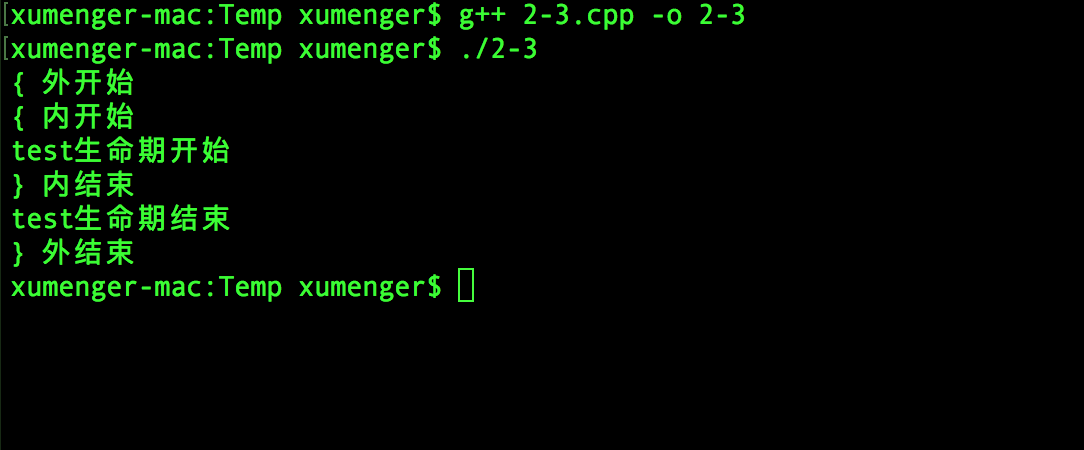 [xumenger-mac:Temp xumenger$ g++ 2-3.cpp -o 2-3
[xumenger-mac:Temp xumenger$ ./2-3
{ 外开始
{ 内开始
test生命期开始
} 内结束
test生命期结束
} 外结束
xumenger-mac:Temp xumenger$